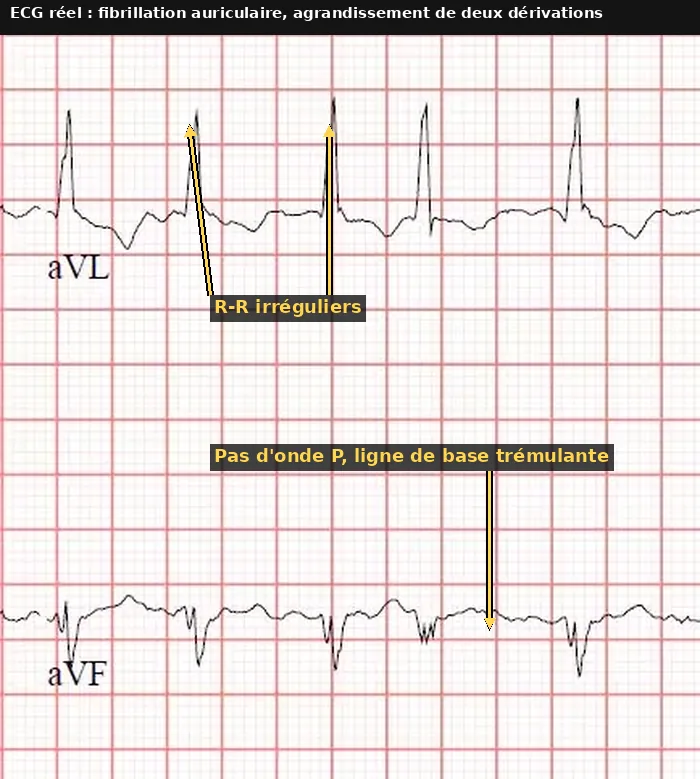 ECG réel : fibrillation auriculaire, agrandissement de deux dérivations
aVL
R-R irréguliers
Pas d'onde P, ligne de base trémulante
aVF